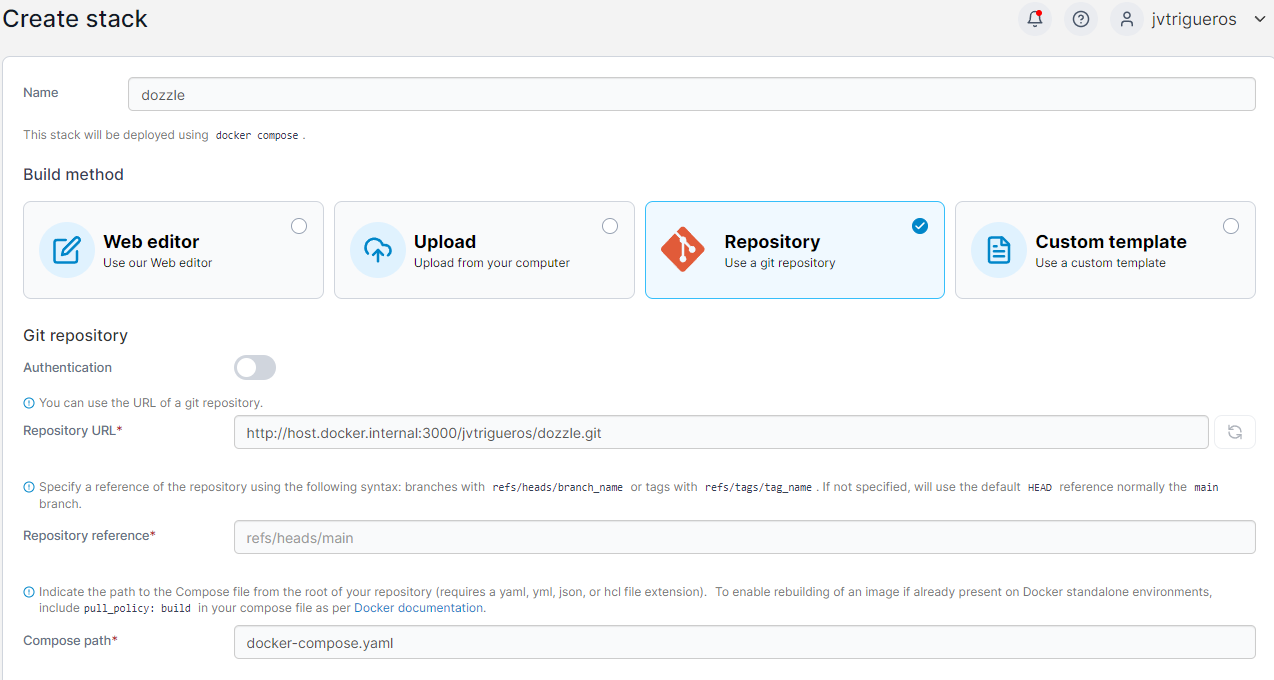 Create stack
jvtrigueros
Name
dozzle
This stack will be deployed using docker compose .
Build method
Web editor
Use our Web editor
Upload
Upload from your computer
Repository
Use a git repository
Custom template
Use a custom template
Git repository
Authentication
You can use the URL of a git repository.
Repository URL*
http://host.docker.internal:3000/jvtrigueros/dozzle.git
Specify a reference of the repository using the following syntax: branches with refs/heads/branch_name or tags with refs/tags/tag_name . If not specified, will use the default HEAD reference normally the main
branch.
Repository reference*
refs/heads/main
Indicate the path to the Compose file from the root of your repository (requires a yaml, yml, json, or hcl file extension). To enable rebuilding of an image if already present on Docker standalone environments,
include pull_policy: build in your compose file as per Docker documentation.
Compose path*
docker-compose.yaml